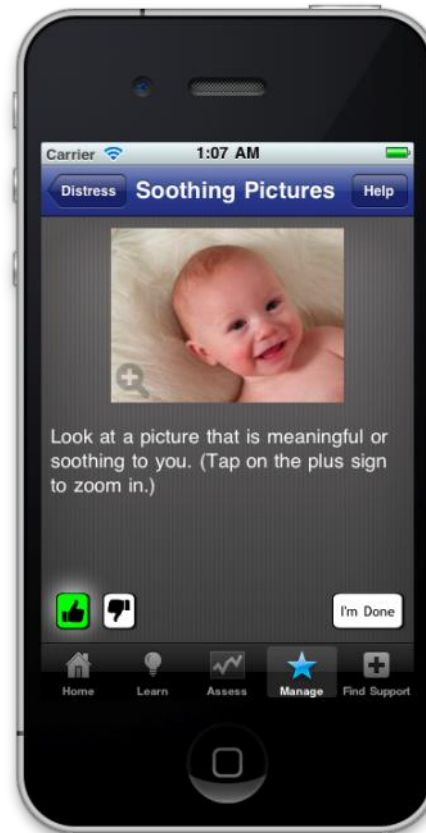 Carrier 1:07 AM
Distress Soothing Pictures Help
Look at a picture that is meaningful or
soothing to you. (Tap on the plus sign
to zoom in.)
I'm Done
Home Learn Assess Manage Find Support